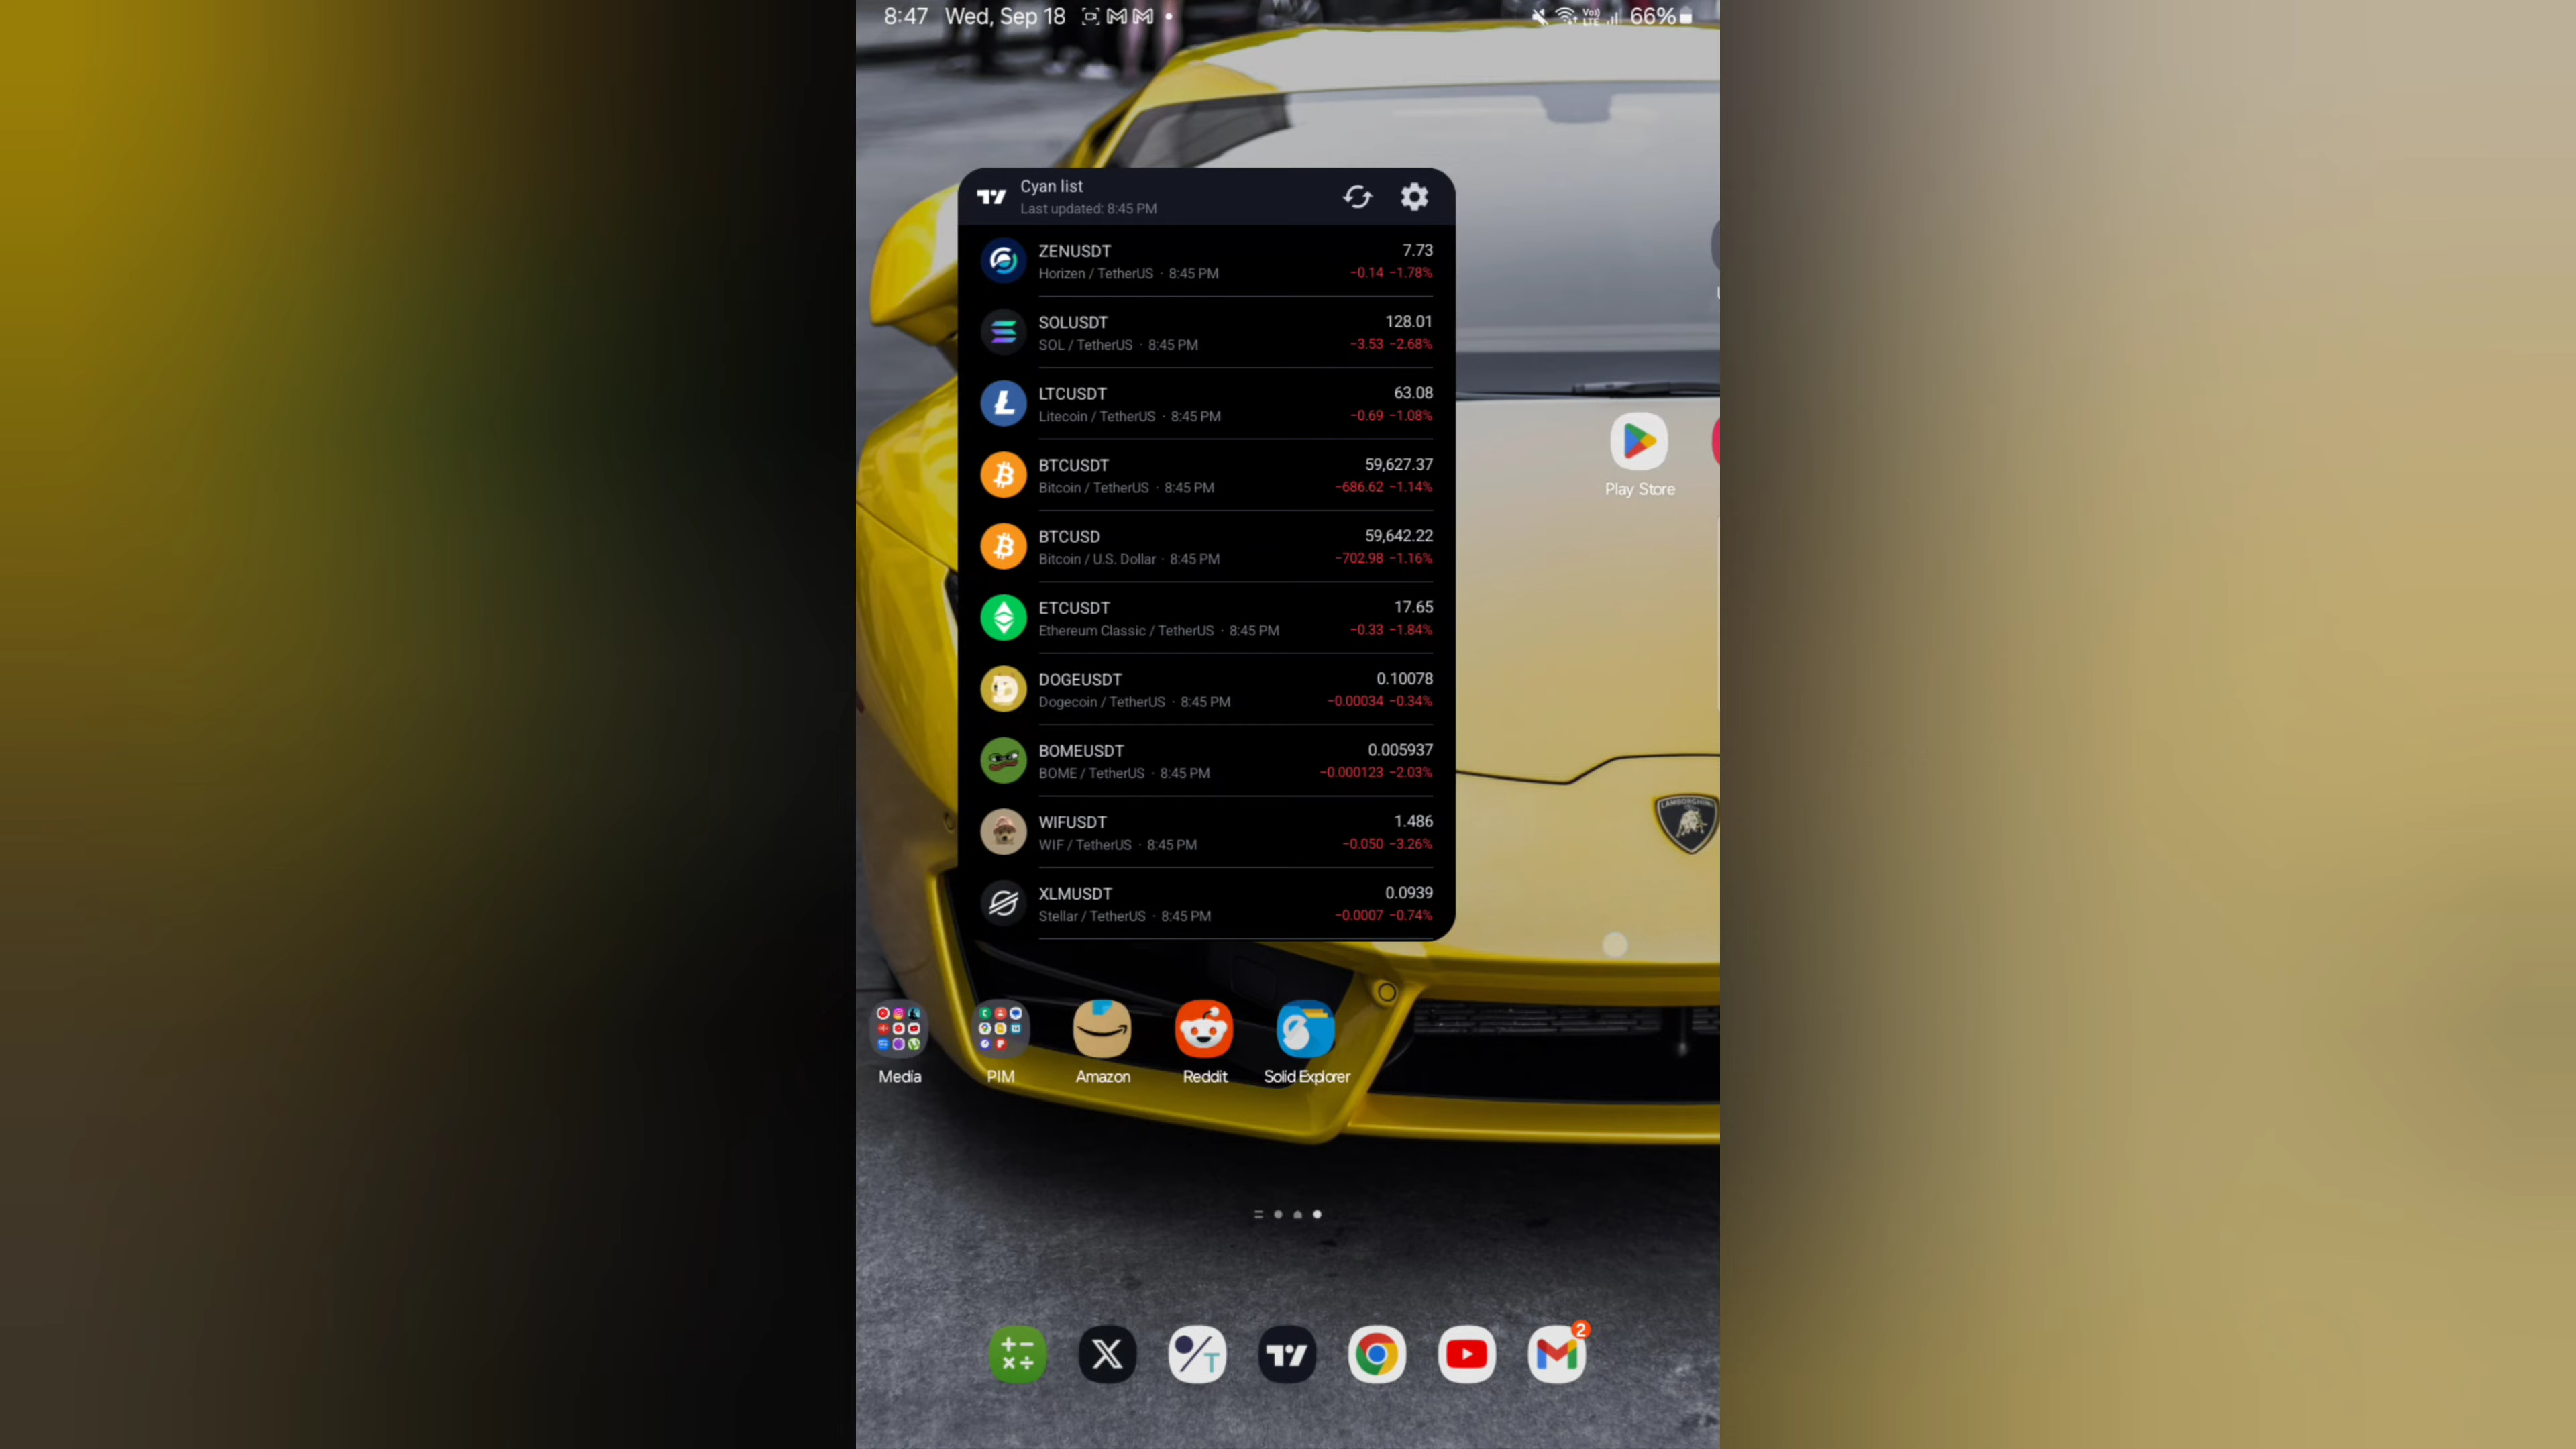 8:47 Wed, Sep 18
66%
Cyan list
Last updated: 8:45 PM
ZENUSDT 7.73
Horizen / TetherUS · 8:45 PM −0.14 −1.78%
SOLUSDT 128.01
SOL / TetherUS · 8:45 PM −3.53 −2.68%
LTCUSDT 63.08
Litecoin / TetherUS · 8:45 PM −0.69 −1.08%
BTCUSDT 59,627.37
Bitcoin / TetherUS · 8:45 PM −686.62 −1.14%
BTCUSD 59,642.22
Bitcoin / U.S. Dollar · 8:45 PM −702.98 −1.16%
ETCUSDT 17.65
Ethereum Classic / TetherUS · 8:45 PM −0.33 −1.84%
DOGEUSDT 0.10078
Dogecoin / TetherUS · 8:45 PM −0.00034 −0.34%
BOMEUSDT 0.005937
BOME / TetherUS · 8:45 PM −0.000123 −2.03%
WIFUSDT 1.486
WIF / TetherUS · 8:45 PM −0.050 −3.26%
XLMUSDT 0.0939
Stellar / TetherUS · 8:45 PM −0.0007 −0.74%
Play Store
LAMBORGHINI
Media PIM Amazon Reddit Solid Explorer
2